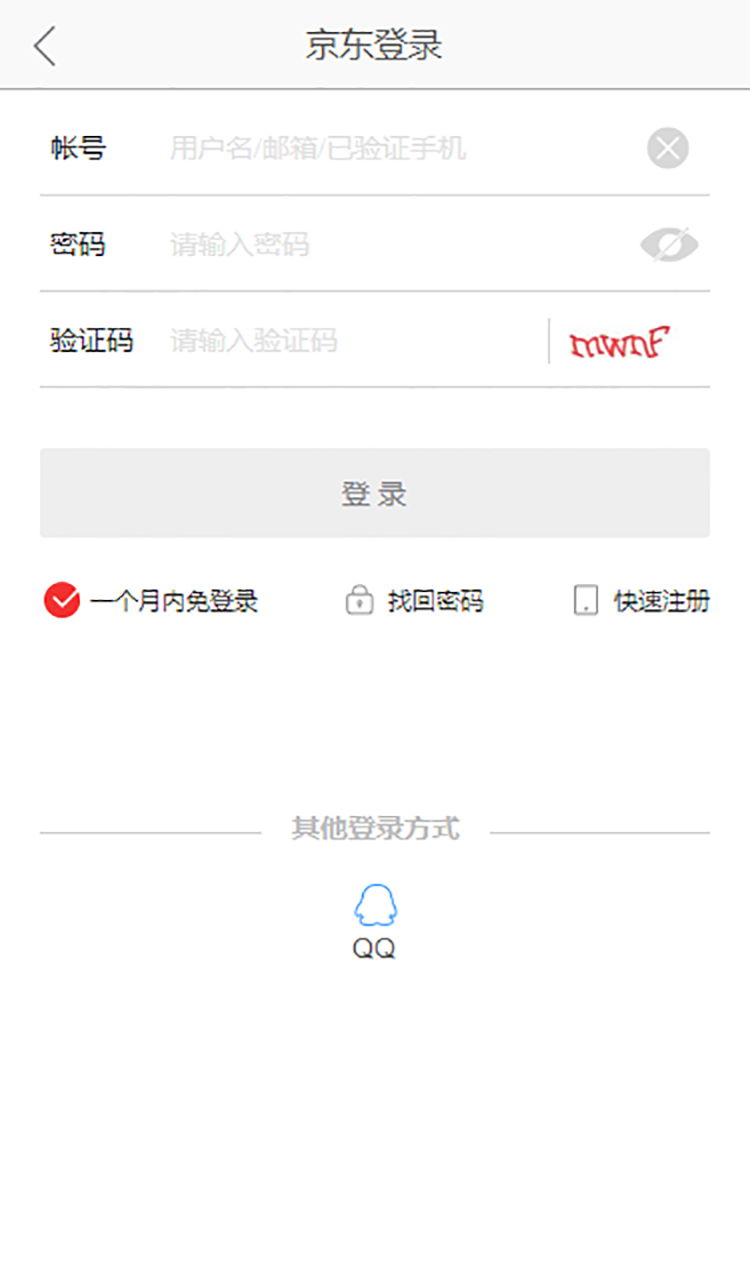 京东登录
帐号 用户名/邮箱/已验证手机
密码 请输入密码
验证码 请输入验证码 mwnF
登 录
一个月内免登录 找回密码 快速注册
其他登录方式
QQ